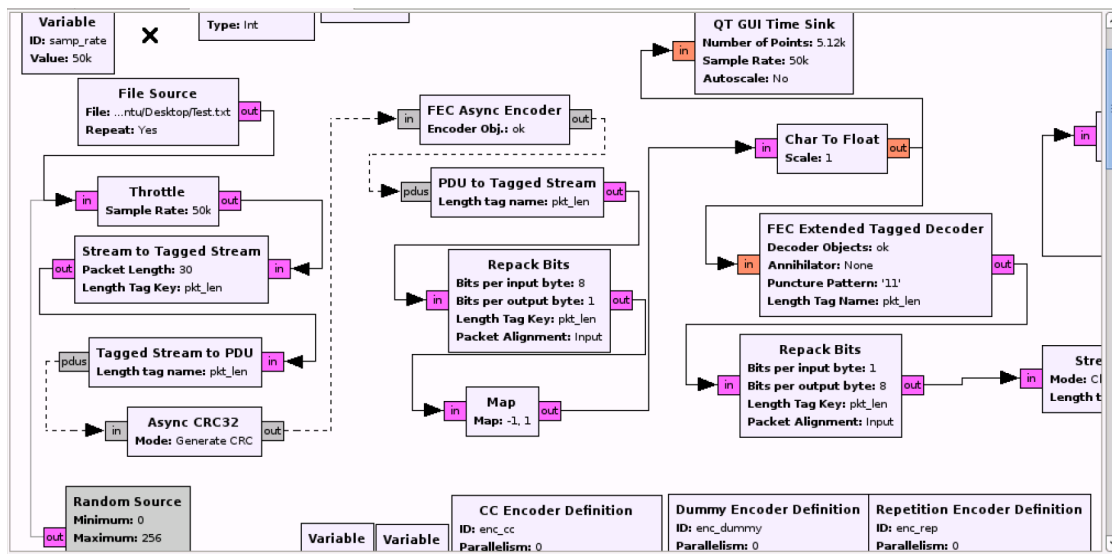 Variable
ID: samp_rate
Value: 50k
Type: Int
QT GUI Time Sink
in
Number of Points: 5.12k
Sample Rate: 50k
Autoscale: No
File Source
File: ...ntu/Desktop/Test.txt
Repeat: Yes
out
in
FEC Async Encoder
Encoder Obj.: ok
out
in
Char To Float
Scale: 1
out
in
in
Throttle
Sample Rate: 50k
out
pdus
PDU to Tagged Stream
Length tag name: pkt_len
out
out
Stream to Tagged Stream
Packet Length: 30
Length Tag Key: pkt_len
in
in
Repack Bits
Bits per input byte: 8
Bits per output byte: 1
Length Tag Key: pkt_len
Packet Alignment: Input
out
in
FEC Extended Tagged Decoder
Decoder Objects: ok
Annihilator: None
Puncture Pattern: '11'
Length Tag Name: pkt_len
out
pdus
Tagged Stream to PDU
Length tag name: pkt_len
in
in
Async CRC32
Mode: Generate CRC
out
in
Map
Map: -1, 1
out
in
Repack Bits
Bits per input byte: 1
Bits per output byte: 8
Length Tag Key: pkt_len
Packet Alignment: Input
out
in
Mode:
out
Random Source
Minimum: 0
Maximum: 256
Variable
Variable
CC Encoder Definition
ID: enc_cc
Parallelism: 0
Dummy Encoder Definition
ID: enc_dummy
Parallelism: 0
Repetition Encoder Definition
ID: enc_rep
Parallelism: 0